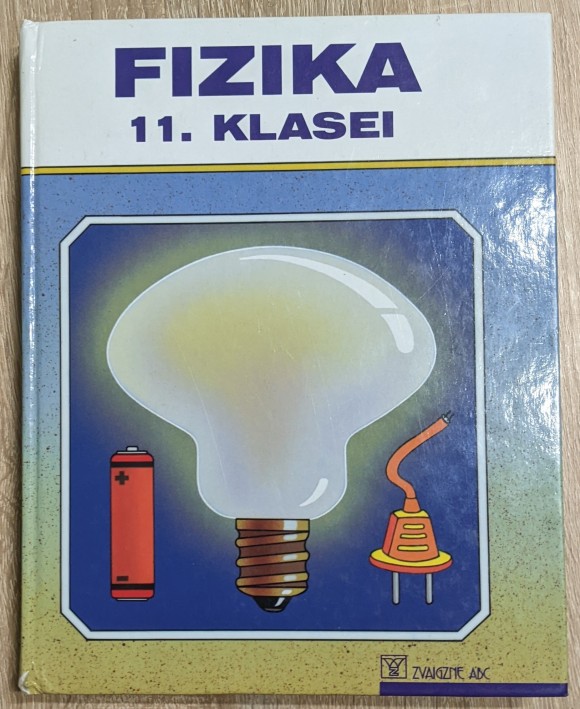 FIZIKA
11. KLASEI
+
-
ZVAIGZNE ABC